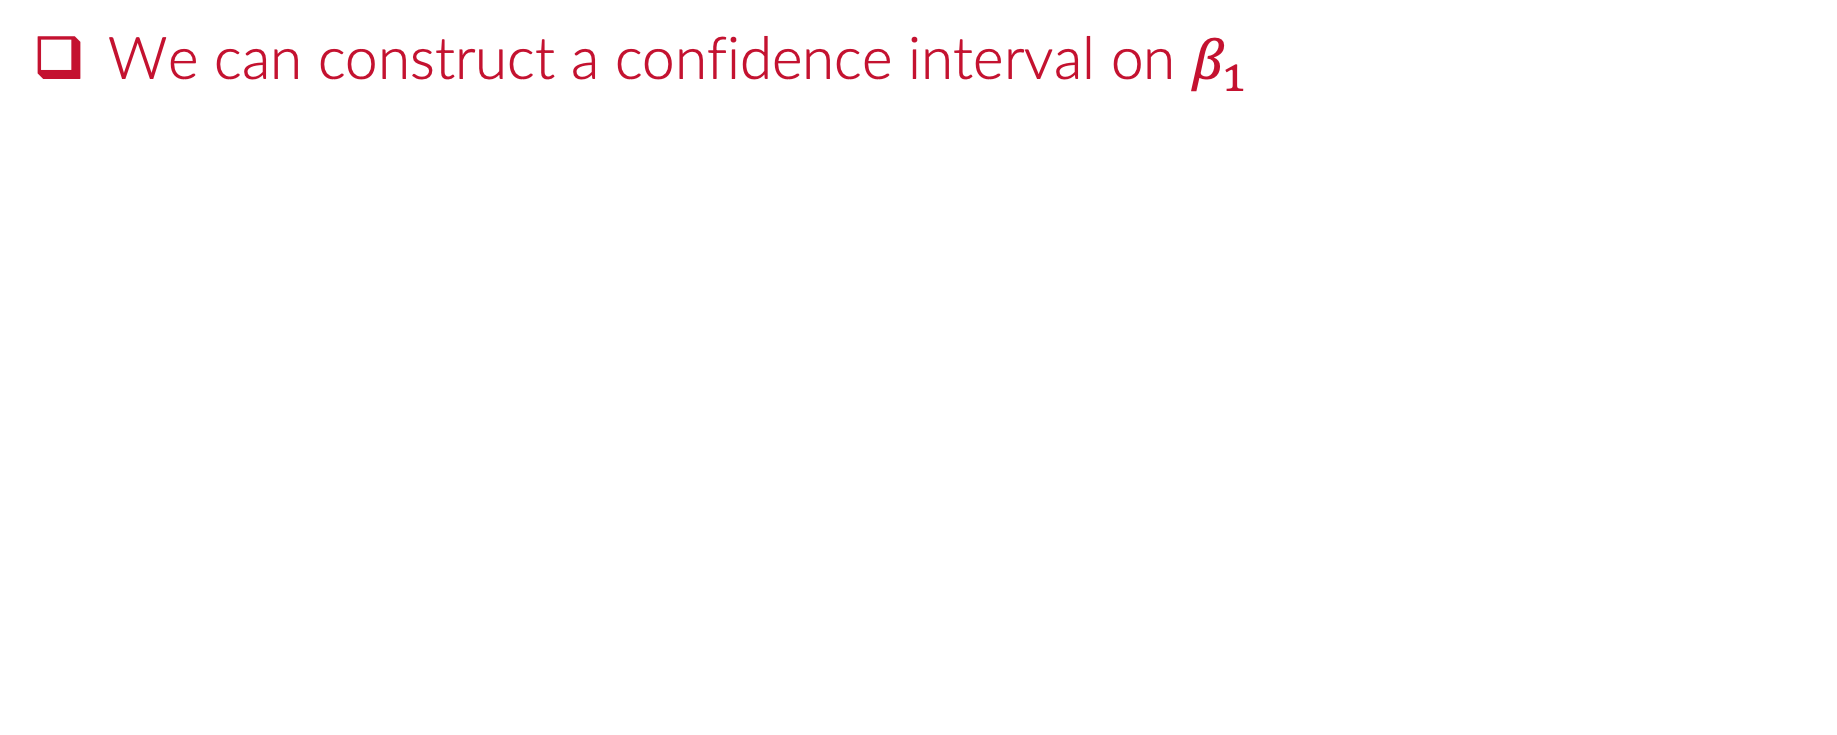 ❑ We can construct a confidence interval on β₁